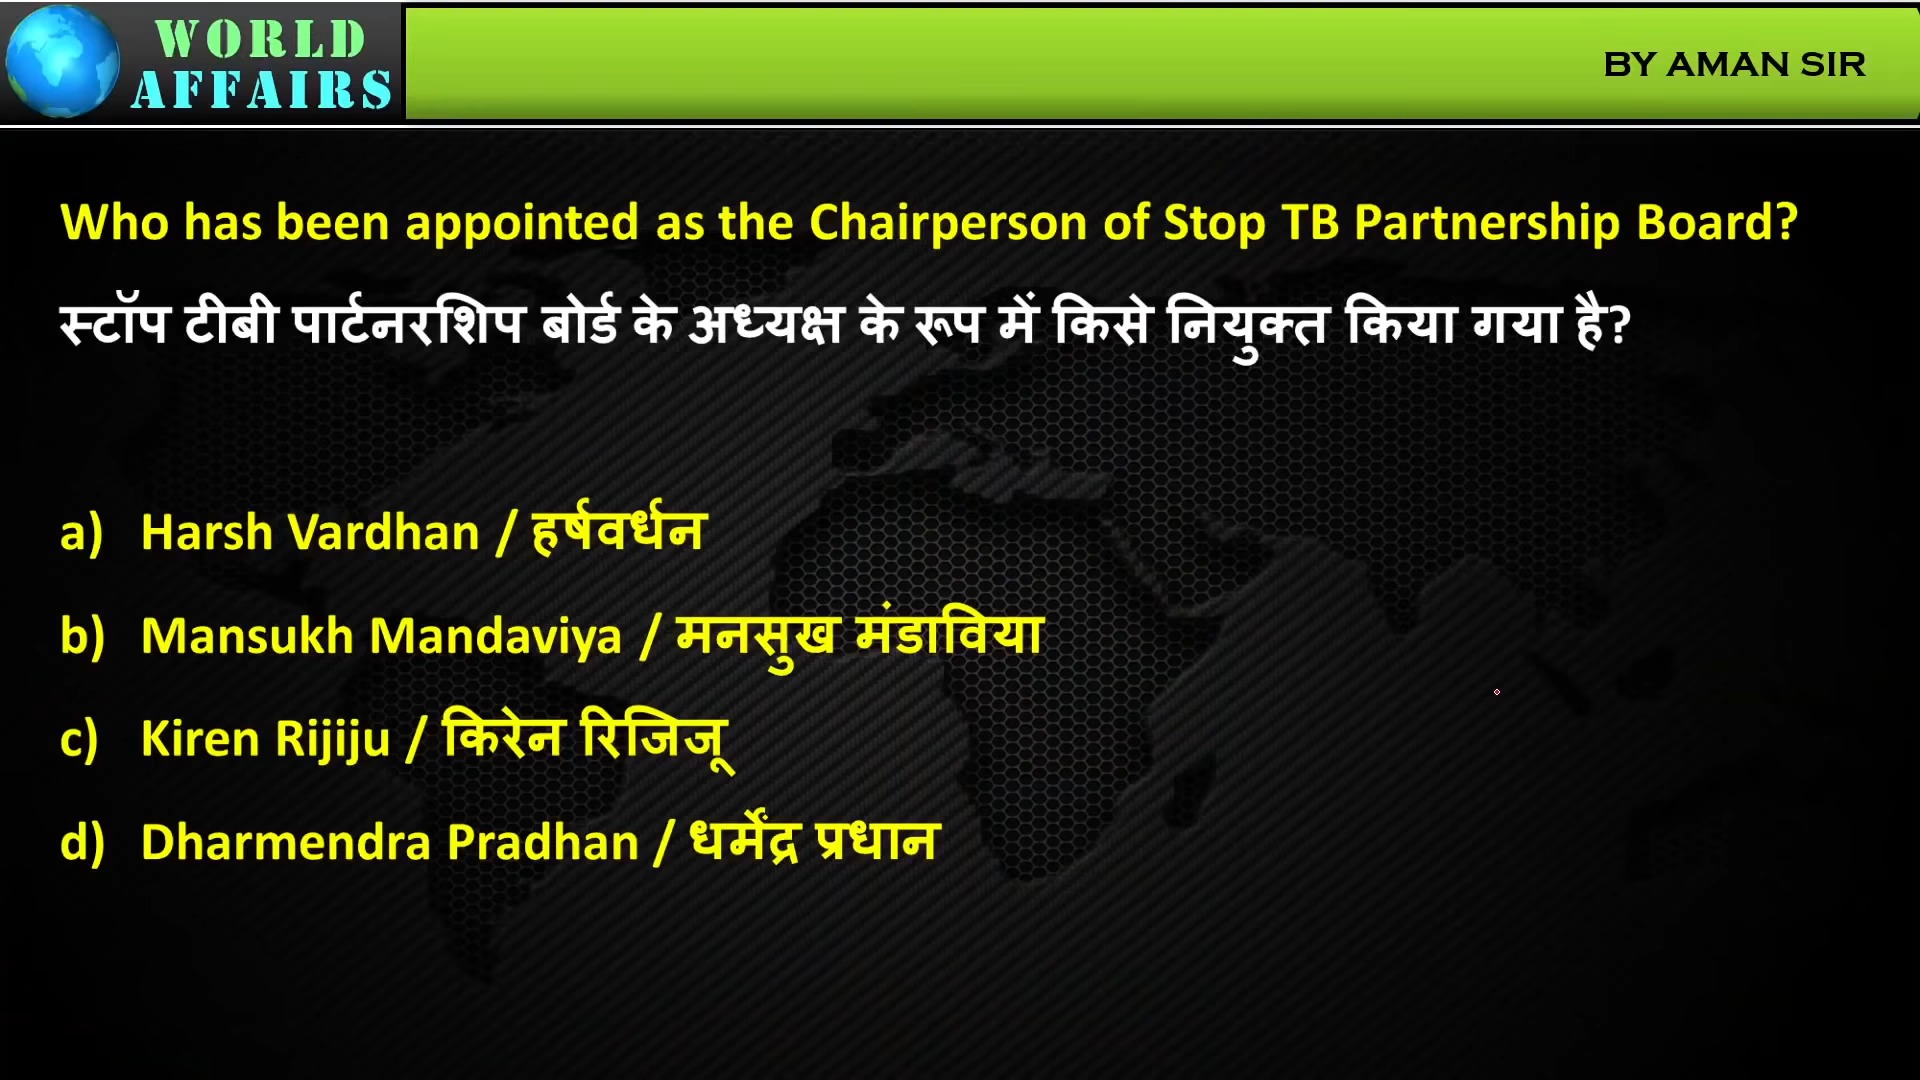 WORLD
AFFAIRS
BY AMAN SIR
Who has been appointed as the Chairperson of Stop TB Partnership Board?
स्टॉप टीबी पार्टनरशिप बोर्ड के अध्यक्ष के रूप में किसे नियुक्त किया गया है?
a) Harsh Vardhan / हर्षवर्धन
b) Mansukh Mandaviya / मनसुख मंडाविया
c) Kiren Rijiju / किरेन रिजिजू
d) Dharmendra Pradhan / धर्मेंद्र प्रधान